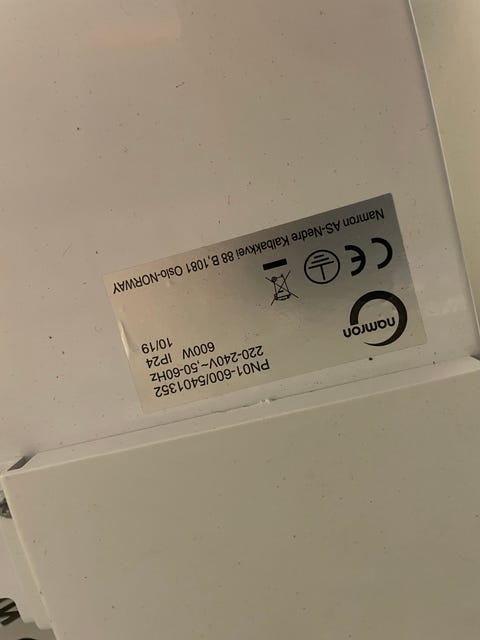 namron
PN01-600/5401352
220-240V~,50-60Hz
600W IP24
10/19
CE
Namron AS-Nedre Kalbakkvei 88 B,1081 Oslo-NORWAY